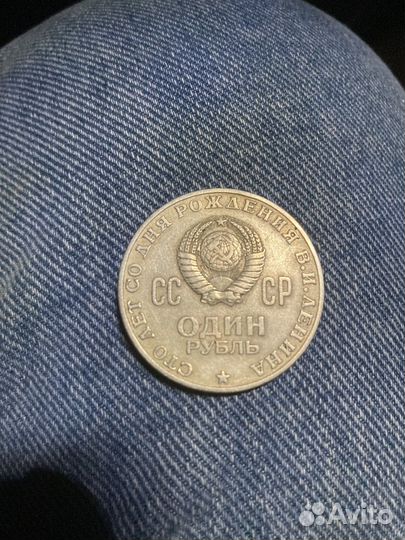 СТО ЛЕТ СО ДНЯ РОЖДЕНИЯ В.И.ЛЕНИНА
СС СР
ОДИН
РУБЛЬ
Avito